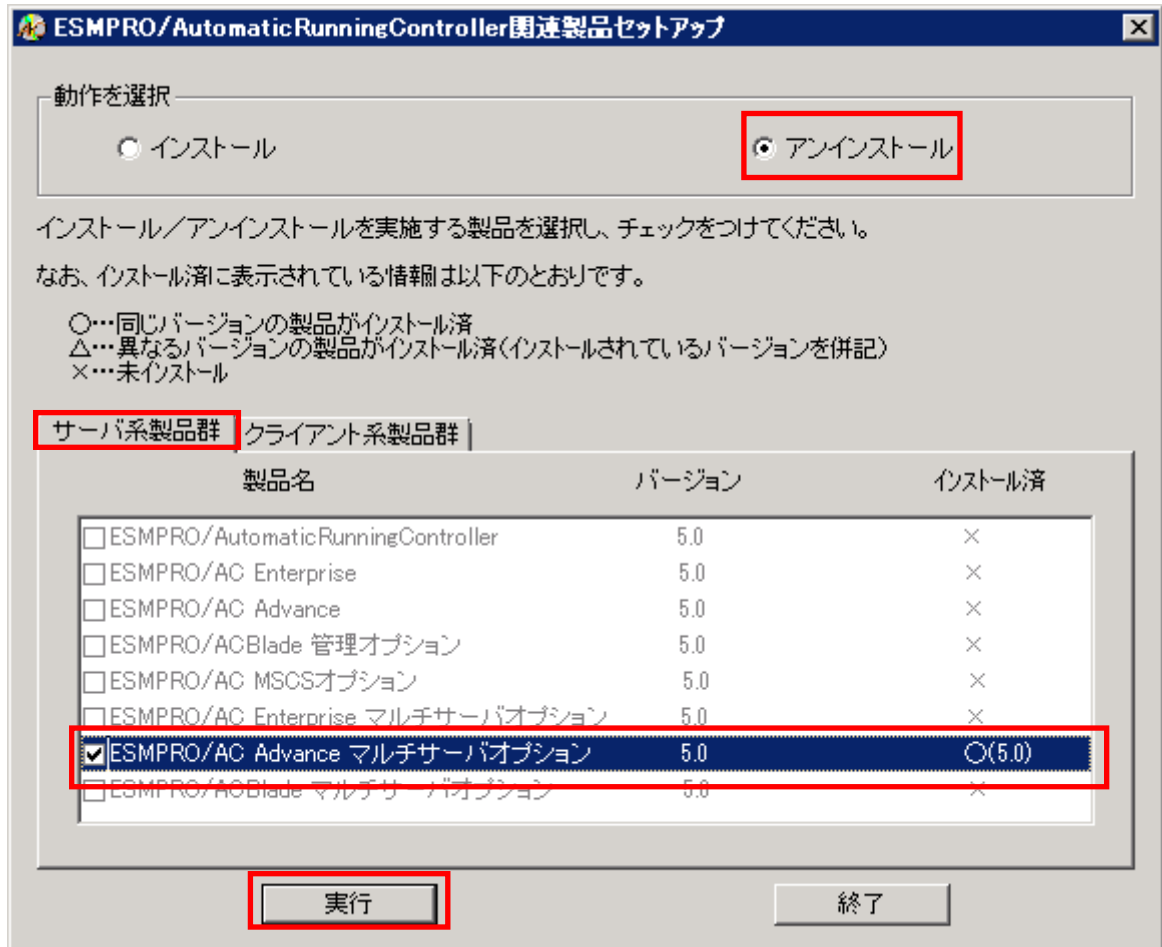 ESMPRO/AutomaticRunningController関連製品セットアップ
動作を選択
インストール アンインストール
インストール／アンインストールを実施する製品を選択し、チェックをつけてください。
なお、インストール済に表示されている情報は以下のとおりです。
○…同じバージョンの製品がインストール済
△…異なるバージョンの製品がインストール済(インストールされているバージョンを併記)
×…未インストール
サーバ系製品群 クライアント系製品群
製品名 バージョン インストール済
ESMPRO/AutomaticRunningController 5.0 ×
ESMPRO/AC Enterprise 5.0 ×
ESMPRO/AC Advance 5.0 ×
ESMPRO/ACBlade 管理オプション 5.0 ×
ESMPRO/AC MSCSオプション 5.0 ×
ESMPRO/AC Enterprise マルチサーバオプション 5.0 ×
ESMPRO/AC Advance マルチサーバオプション 5.0 ○(5.0)
ESMPRO/ACBlade マルチサーバオプション 5.0 ×
実行 終了